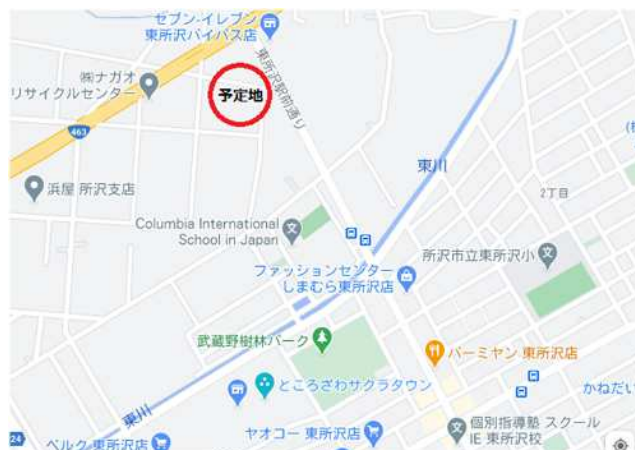 セブン-イレブン
東所沢バイパス店
㈱ナガオ
リサイクルセンター
予定地
東所沢駅前通り
463
東川
浜屋 所沢支店
2丁目
Columbia International
School in Japan
所沢市立東所沢小
ファッションセンター
しまむら東所沢店
武蔵野樹林パーク
バーミヤン 東所沢店
ところざわサクラタウン
かねだい
東川
24
ベルク 東所沢店
ヤオコー 東所沢店
個別指導塾 スクール
IE 東所沢校